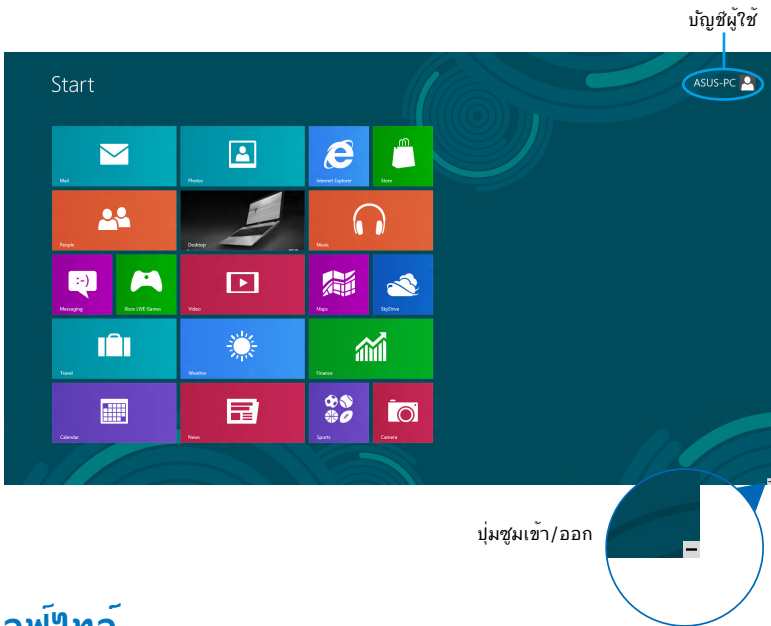 บัญชีผู้ใช้
Start
ASUS-PC
Mail
Photos
Internet Explorer
Store
People
Desktop
Music
Messaging
Xbox LIVE Games
Video
Maps
SkyDrive
Travel
Weather
Finance
Calendar
News
Sports
Camera
ปุ่มซูมเข้า/ออก